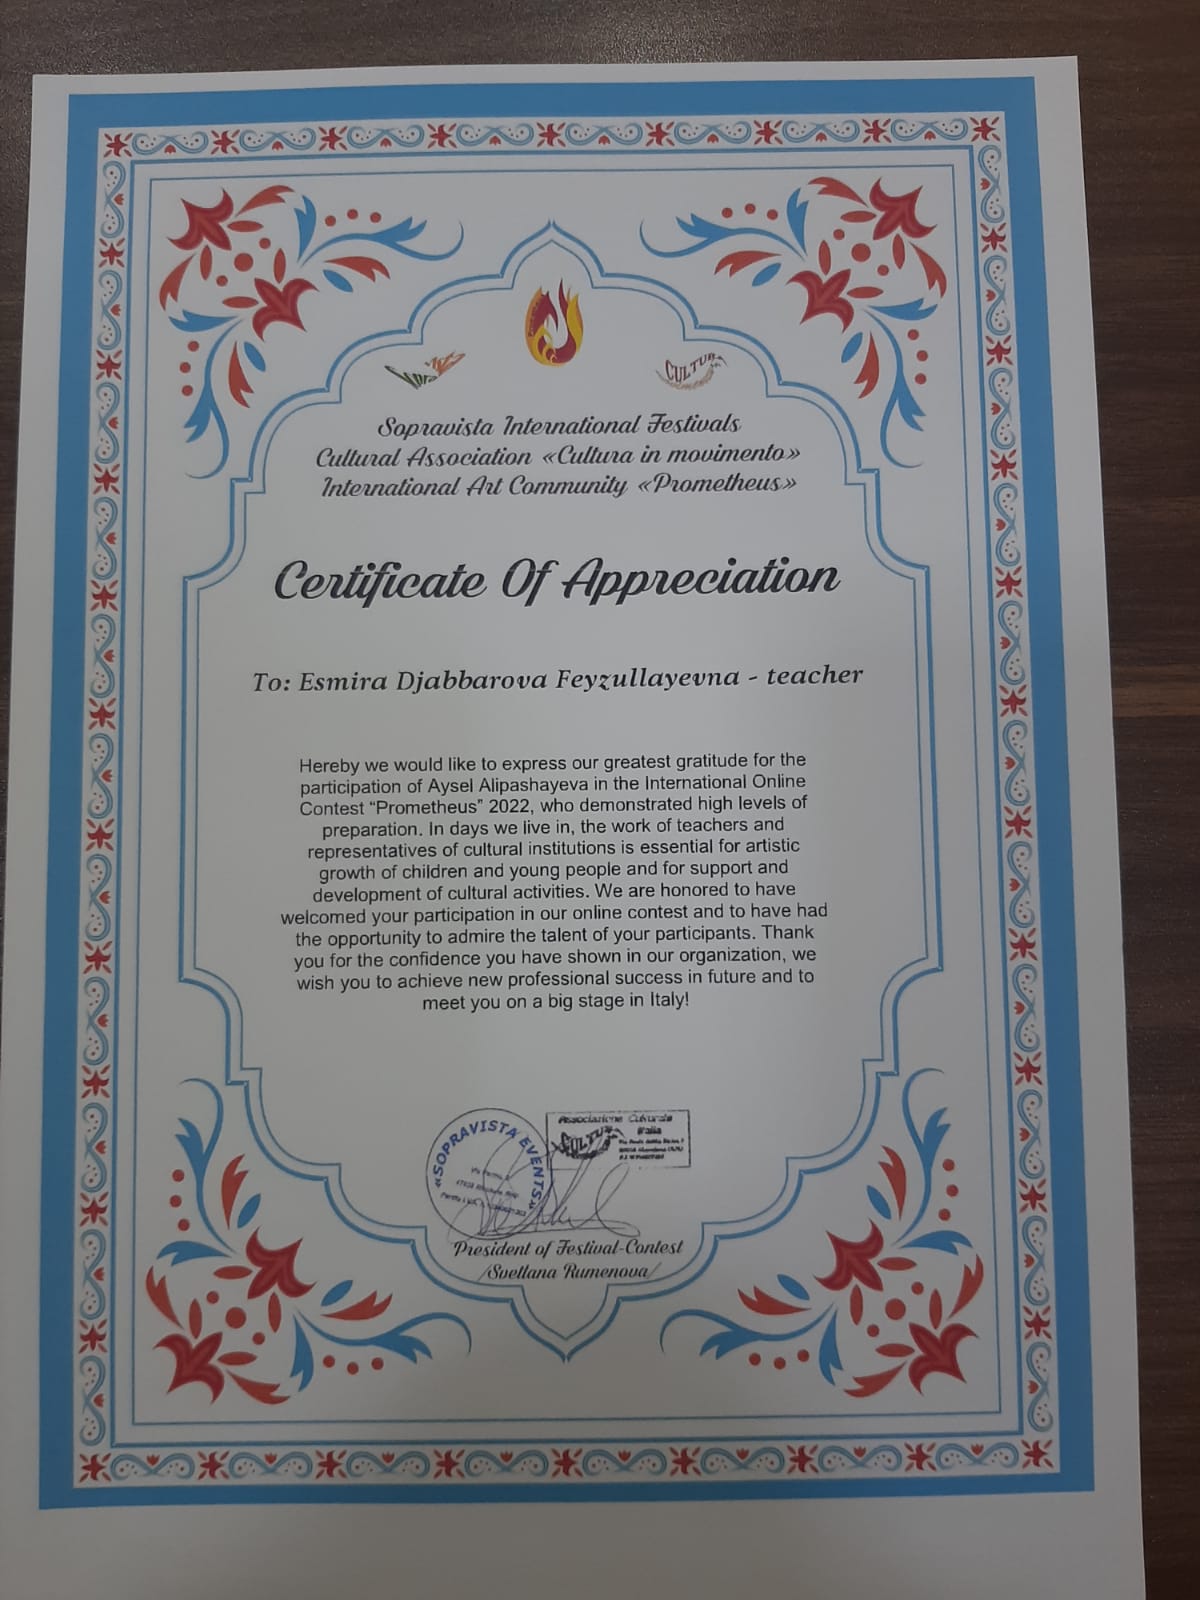 CULTUR
Sopravista International Festivals
Cultural Association «Cultura in movimento»
International Art Community «Prometheus»
Certificate Of Appreciation
To: Esmira Djabbarova Feyzullayevna - teacher
Hereby we would like to express our greatest gratitude for the
participation of Aysel Alipashayeva in the International Online
Contest “Prometheus” 2022, who demonstrated high levels of
preparation. In days we live in, the work of teachers and
representatives of cultural institutions is essential for artistic
growth of children and young people and for support and
development of cultural activities. We are honored to have
welcomed your participation in our online contest and to have had
the opportunity to admire the talent of your participants. Thank
you for the confidence you have shown in our organization, we
wish you to achieve new professional success in future and to
meet you on a big stage in Italy!
«SOPRAVISTA EVENTS»
Associazione Culturale
Italia
CULTUR
President of Festival-Contest
/Svetlana Rumenova/